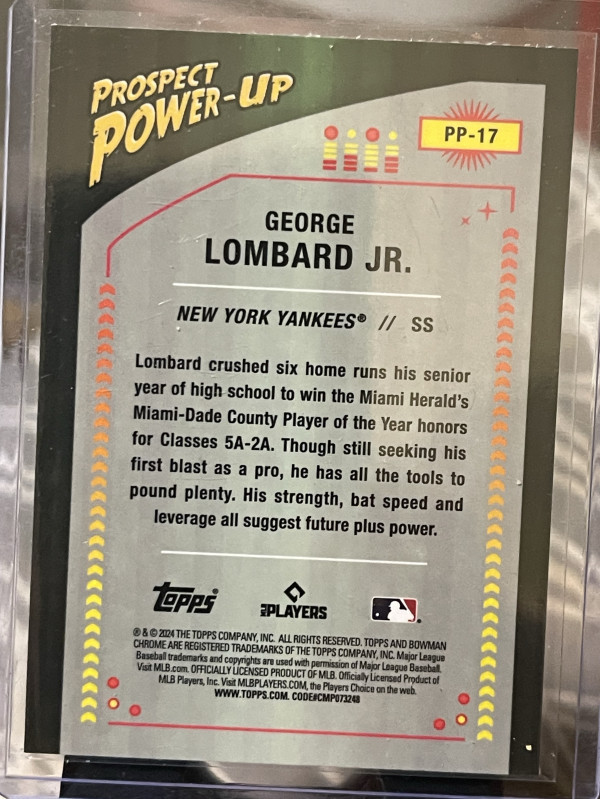 PROSPECT
POWER-UP
PP-17
GEORGE
LOMBARD JR.
NEW YORK YANKEES® // SS
Lombard crushed six home runs his senior
year of high school to win the Miami Herald's
Miami-Dade County Player of the Year honors
for Classes 5A-2A. Though still seeking his
first blast as a pro, he has all the tools to
pound plenty. His strength, bat speed and
leverage all suggest future plus power.
Topps
MLB PLAYERS
® & © 2024 THE TOPPS COMPANY, INC. ALL RIGHTS RESERVED. TOPPS AND BOWMAN
CHROME ARE REGISTERED TRADEMARKS OF THE TOPPS COMPANY, INC. Major League
Baseball trademarks and copyrights are used with permission of Major League Baseball.
Visit MLB.com. OFFICIALLY LICENSED PRODUCT OF MLB. Officially Licensed Product of
MLB Players, Inc. Visit MLBPLAYERS.COM, the Players Choice on the web.
WWW.TOPPS.COM. CODE#CMP073248